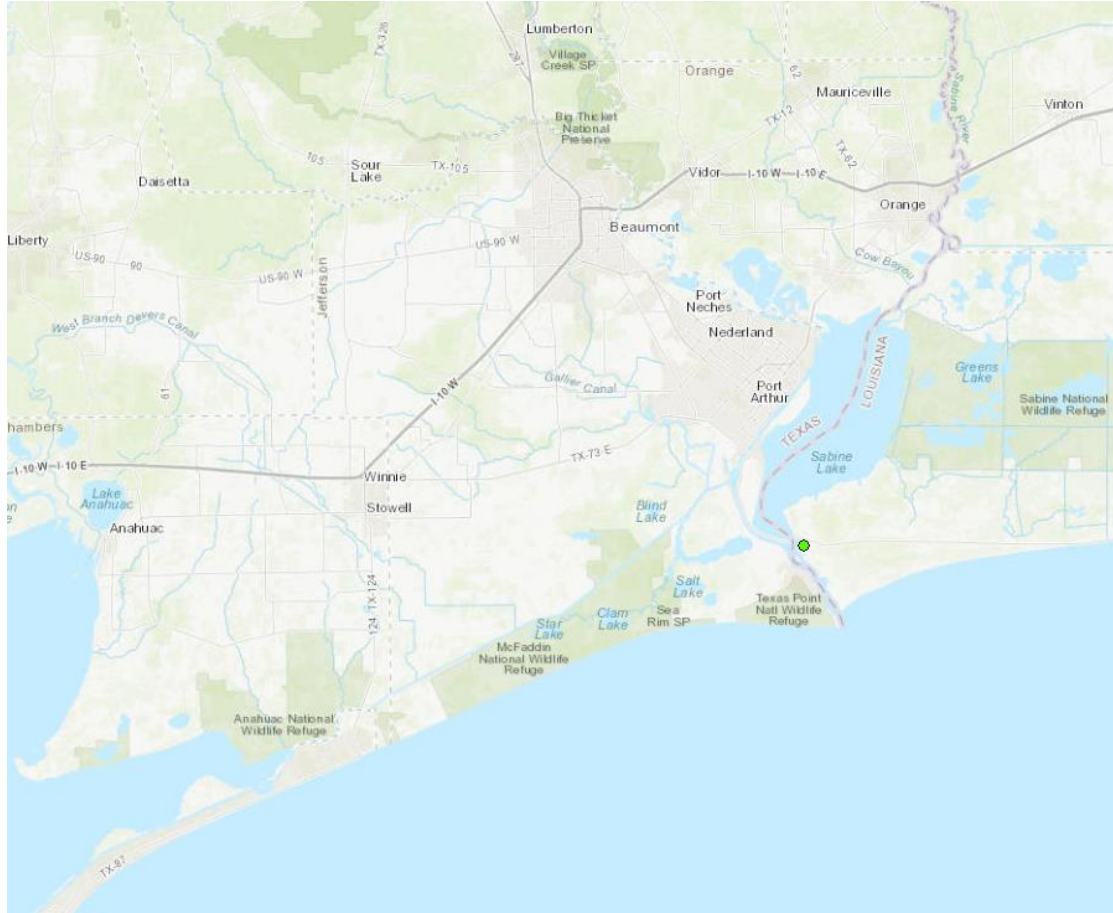 Lumberton
TX-326
287
Village
Creek SP
Orange
62
Mauriceville
Sabine River
Vinton
Big Thicket
National
Preserve
TX-12
TX-62
105
Sour
Lake
TX-105
Daisetta
Vidor
I-10 W
I-10 E
Orange
Liberty
US-90
90
US-90 W
US-90 W
Beaumont
Jefferson
Cow Bayou
Port
Neches
Nederland
West Branch Devers Canal
Gallier Canal
Port
Arthur
LOUISIANA
TEXAS
Greens
Lake
Sabine National
Wildlife Refuge
61
I-10 W
hambers
I-10 W
I-10 E
TX-73 E
Sabine
Lake
Winnie
Lake
Anahuac
Stowell
Blind
Lake
on
Anahuac
124
TX-124
Salt
Lake
Texas Point
Natl Wildlife
Refuge
Clam
Lake
Sea
Rim SP
Star
Lake
McFaddin
National Wildlife
Refuge
Anahuac National
Wildlife Refuge
TX-87